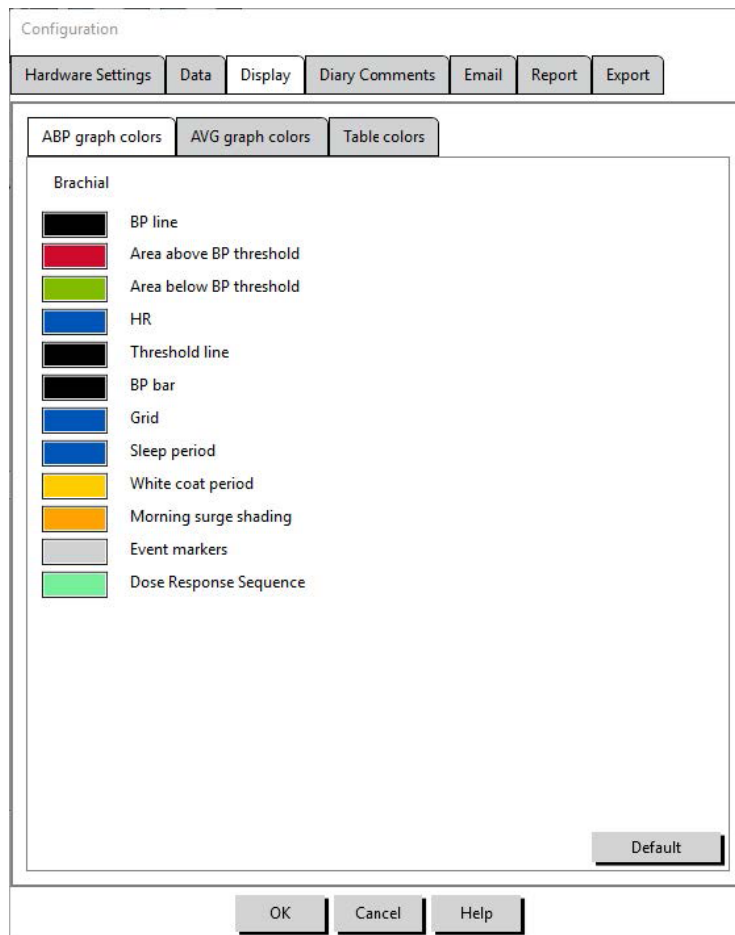 Configuration
Hardware Settings Data Display Diary Comments Email Report Export
ABP graph colors AVG graph colors Table colors
Brachial
BP line
Area above BP threshold
Area below BP threshold
HR
Threshold line
BP bar
Grid
Sleep period
White coat period
Morning surge shading
Event markers
Dose Response Sequence
Default
OK Cancel Help